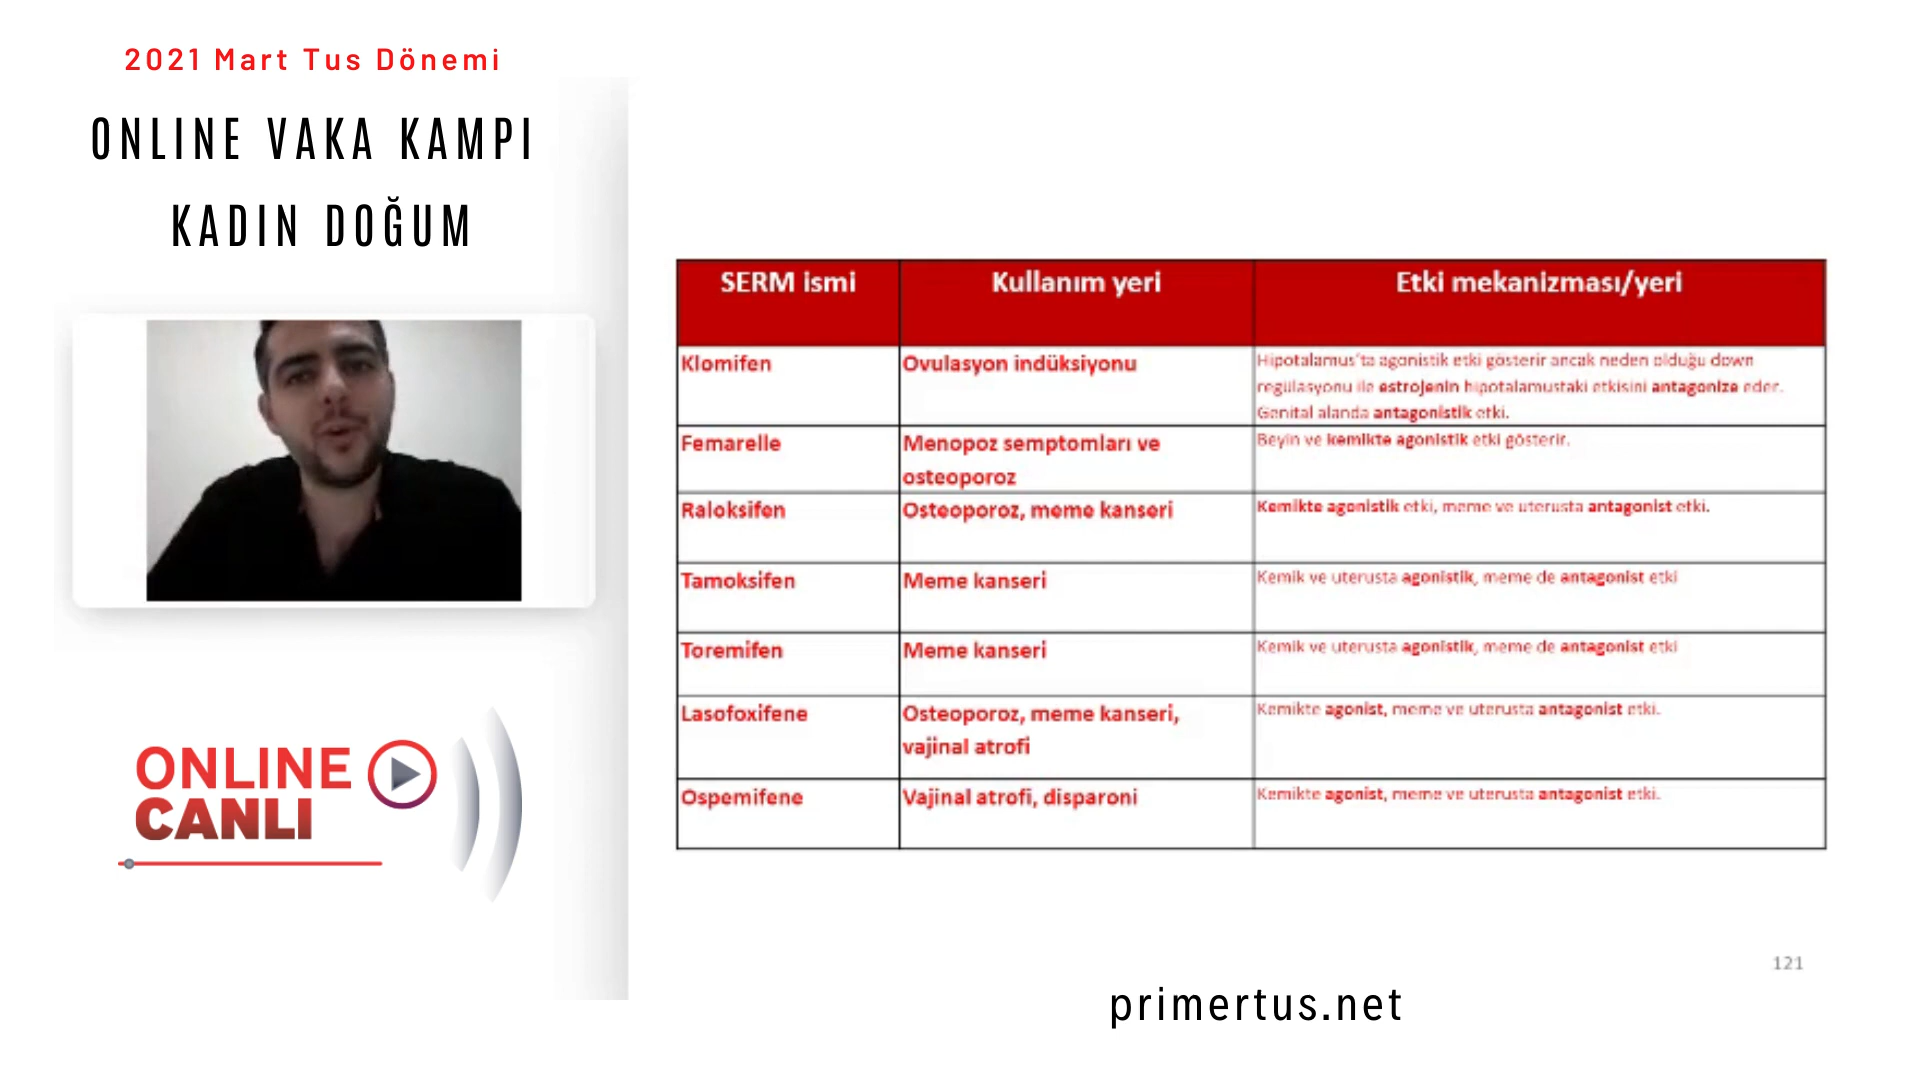 2021 Mart Tus Dönemi
ONLINE VAKA KAMPI
KADIN DOĞUM
ONLINE
CANLI
SERM ismi
Kullanım yeri
Etki mekanizması/yeri
Klomifen
Ovulasyon indüksiyonu
Hipotalamus'ta agonistik etki gösterir ancak neden olduğu down
regülasyonu ile estrojenin hipotalamustaki etkisini antagonize eder.
Genital alanda antagonistik etki.
Femarelle
Menopoz semptomları ve
osteoporoz
Beyin ve kemikte agonistik etki gösterir.
Raloksifen
Osteoporoz, meme kanseri
Kemikte agonistik etki, meme ve uterusta antagonist etki.
Tamoksifen
Meme kanseri
Kemik ve uterusta agonistik, meme de antagonist etki
Toremifen
Meme kanseri
Kemik ve uterusta agonistik, meme de antagonist etki
Lasofoxifene
Osteoporoz, meme kanseri,
vajinal atrofi
Kemikte agonist, meme ve uterusta antagonist etki.
Ospemifene
Vajinal atrofi, disparoni
Kemikte agonist, meme ve uterusta antagonist etki.
121
primertus.net